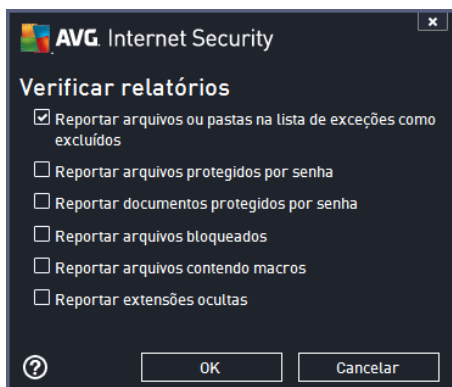 AVG. Internet Security
x
Verificar relatórios
Reportar arquivos ou pastas na lista de exceções como
excluídos
Reportar arquivos protegidos por senha
Reportar documentos protegidos por senha
Reportar arquivos bloqueados
Reportar arquivos contendo macros
Reportar extensões ocultas
?
OK
Cancelar